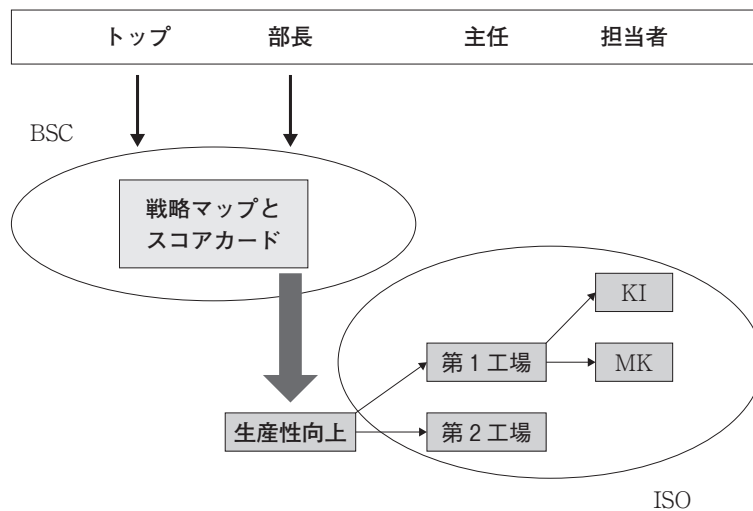 トップ 部長 主任 担当者
BSC
戦略マップと
スコアカード
KI
第1工場
MK
生産性向上
第2工場
ISO